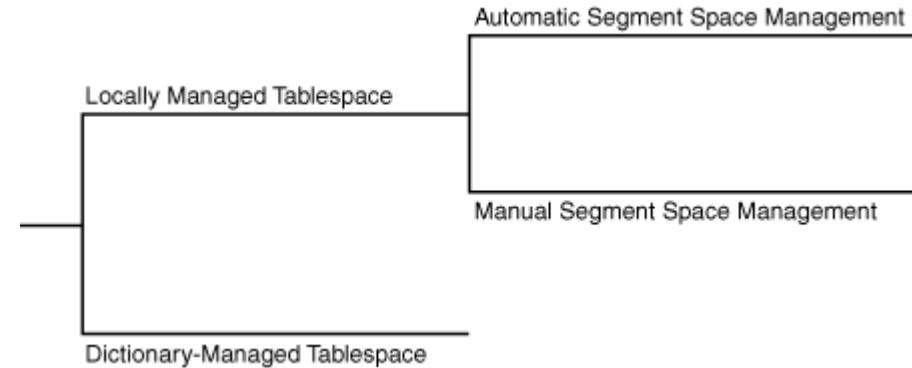 Automatic Segment Space Management
Locally Managed Tablespace
Manual Segment Space Management
Dictionary-Managed Tablespace